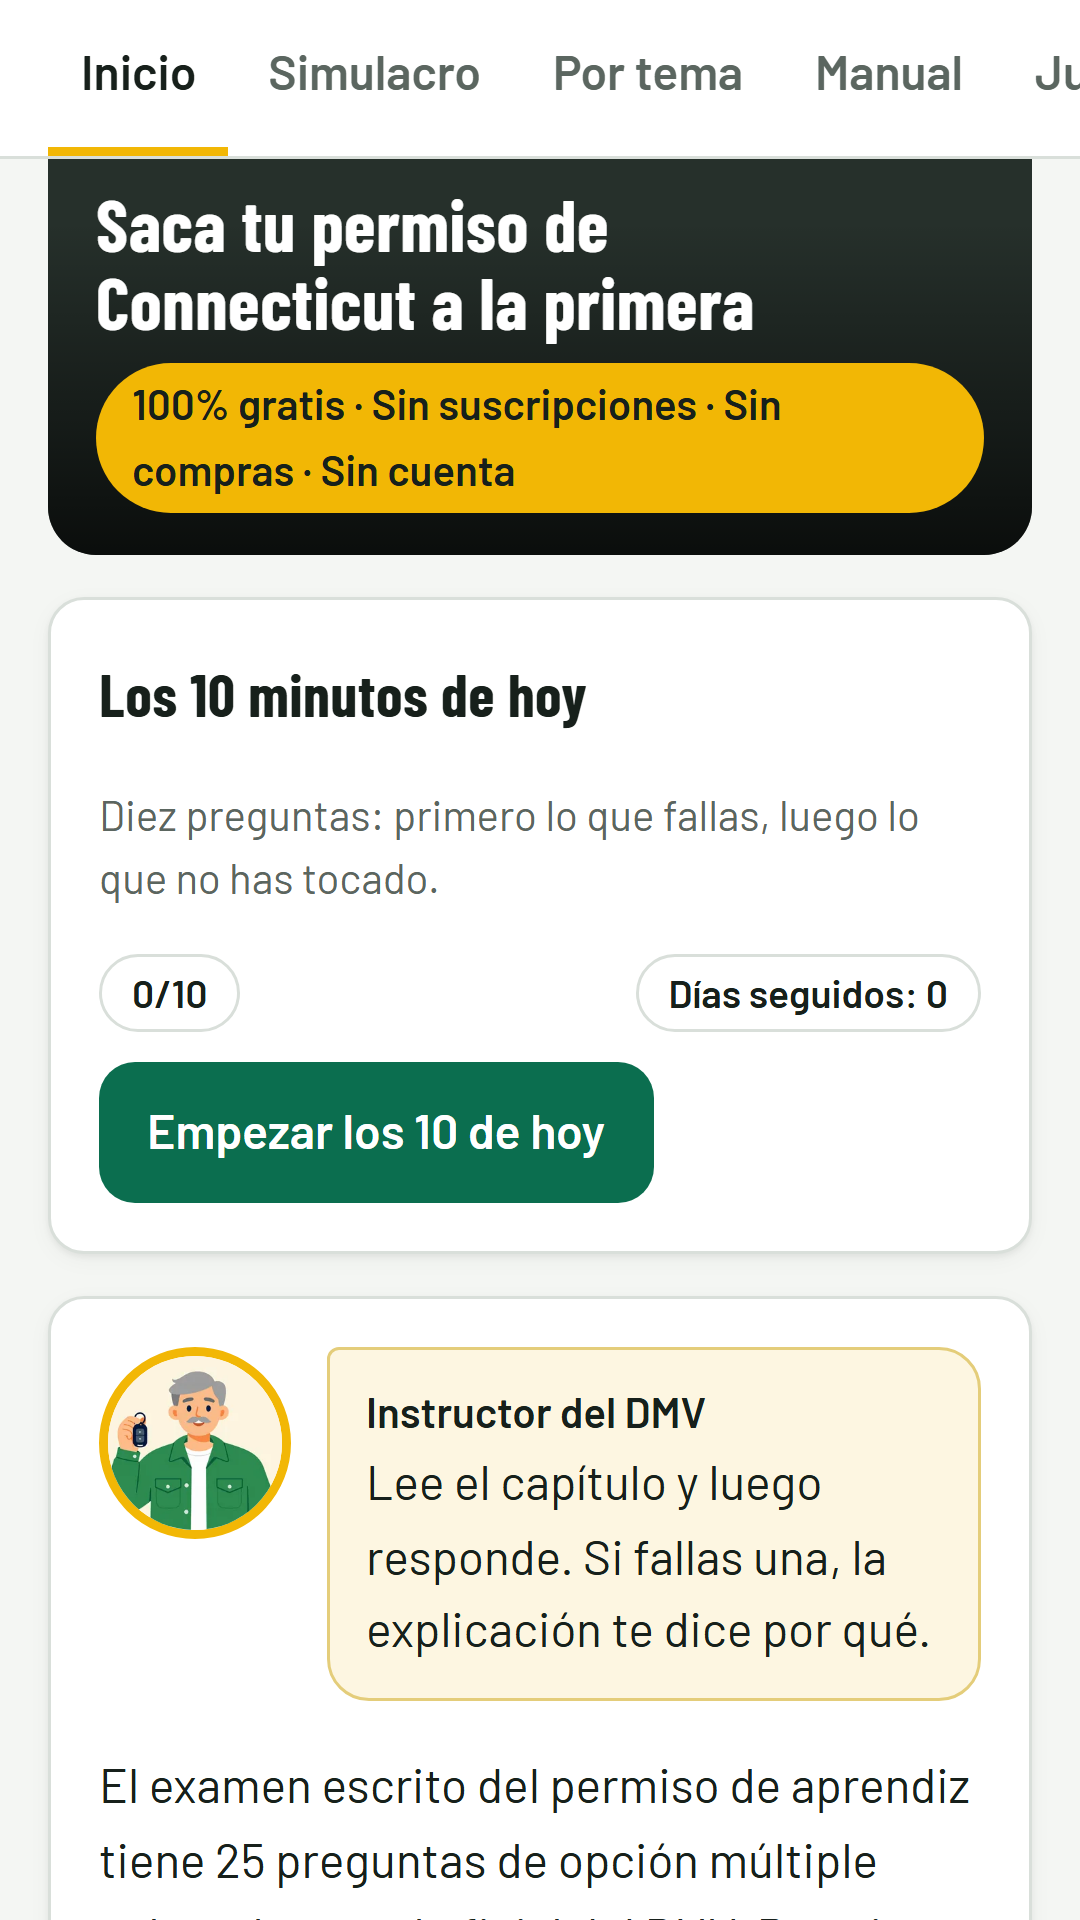 Inicio Simulacro Por tema Manual
Saca tu permiso de
Connecticut a la primera
100% gratis · Sin suscripciones · Sin
compras · Sin cuenta
Los 10 minutos de hoy
Diez preguntas: primero lo que fallas, luego lo
que no has tocado.
0/10 Días seguidos: 0
Empezar los 10 de hoy
Instructor del DMV
Lee el capítulo y luego
responde. Si fallas una, la
explicación te dice por qué.
El examen escrito del permiso de aprendiz
tiene 25 preguntas de opción múltiple